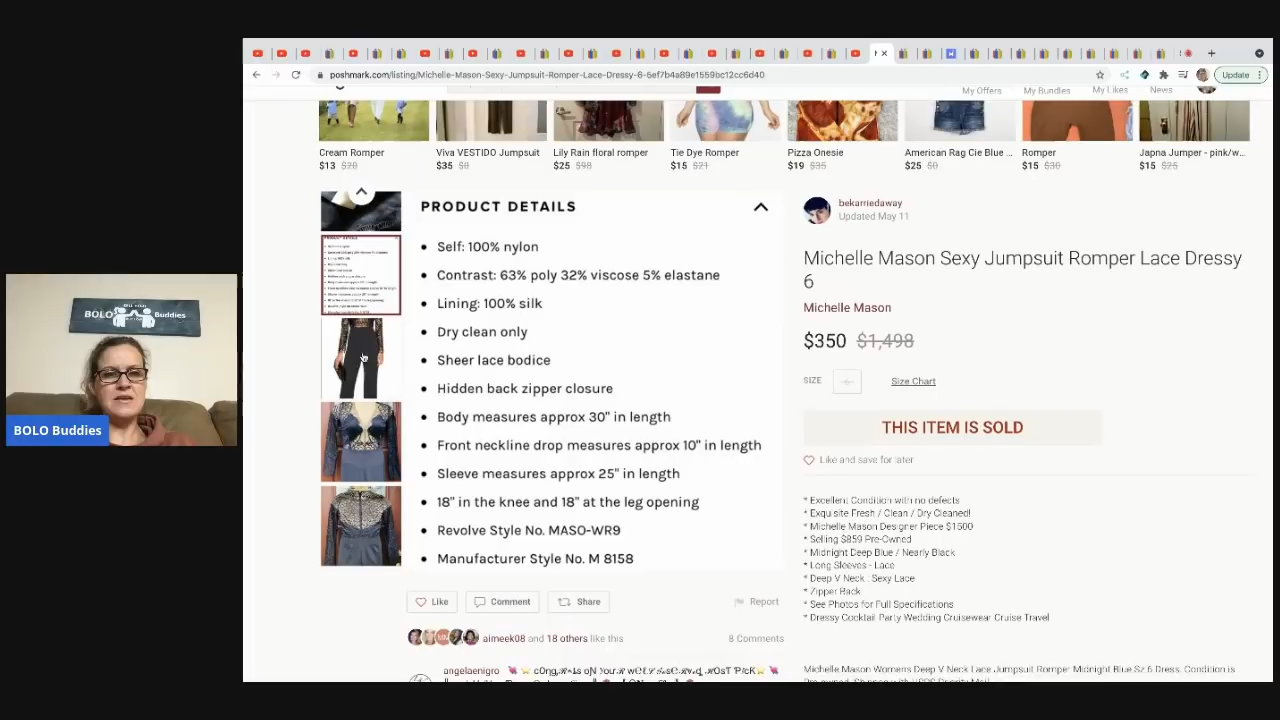 Update
poshmark.com/listing/Michelle-Mason-Sexy-Jumpsuit-Romper-Lace-Dressy-6-5ef7b4a89e1559bc12cc6d40
My Offers My Bundles My Likes News
Cream Romper
$13 $20
Viva VESTIDO Jumpsuit
$35 $0
Lily Rain floral romper
$25 $98
Tie Dye Romper
$15 $21
Pizza Onesie
$19 $35
American Rag Cie Blue ...
$25 $0
Romper
$15 $30
Japna Jumper - pink/w...
$15 $25
PRODUCT DETAILS
• Self: 100% nylon
• Contrast: 63% poly 32% viscose 5% elastane
• Lining: 100% silk
• Dry clean only
• Sheer lace bodice
• Hidden back zipper closure
• Body measures approx 30" in length
• Front neckline drop measures approx 10" in length
• Sleeve measures approx 25" in length
• 18" in the knee and 18" at the leg opening
• Revolve Style No. MASO-WR9
• Manufacturer Style No. M 8158
Like Comment Share Report
aimeek08 and 18 others like this 8 Comments
angelaenigro
bekarriedaway
Updated May 11
Michelle Mason Sexy Jumpsuit Romper Lace Dressy
6
Michelle Mason
$350 $1,498
SIZE Size Chart
THIS ITEM IS SOLD
Like and save for later
* Excellent Condition with no defects
* Exquisite Fresh / Clean / Dry Cleaned!
* Michelle Mason Designer Piece $1500
* Selling $859 Pre-Owned
* Midnight Deep Blue / Nearly Black
* Long Sleeves - Lace
* Deep V Neck : Sexy Lace
* Zipper Back
* See Photos for Full Specifications
* Dressy Cocktail Party Wedding Cruisewear Cruise Travel
Michelle Mason Womens Deep V Neck Lace Jumpsuit Romper Midnight Blue Sz 6 Dress. Condition is
BOLO Buddies
BOLO Buddies